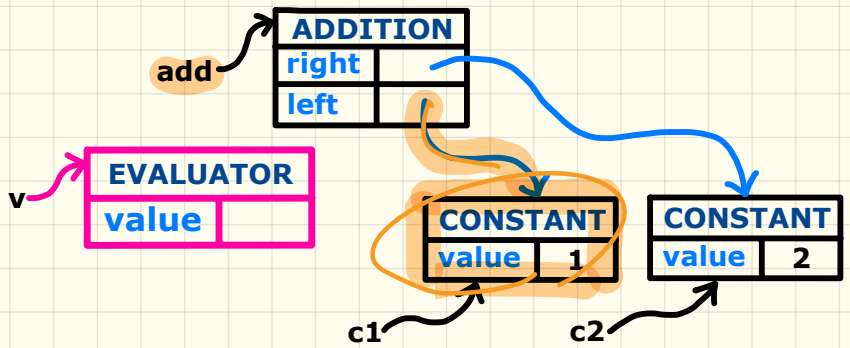 ADDITION
add
right
left
EVALUATOR
v
value
CONSTANT
value 1
CONSTANT
value 2
c1
c2